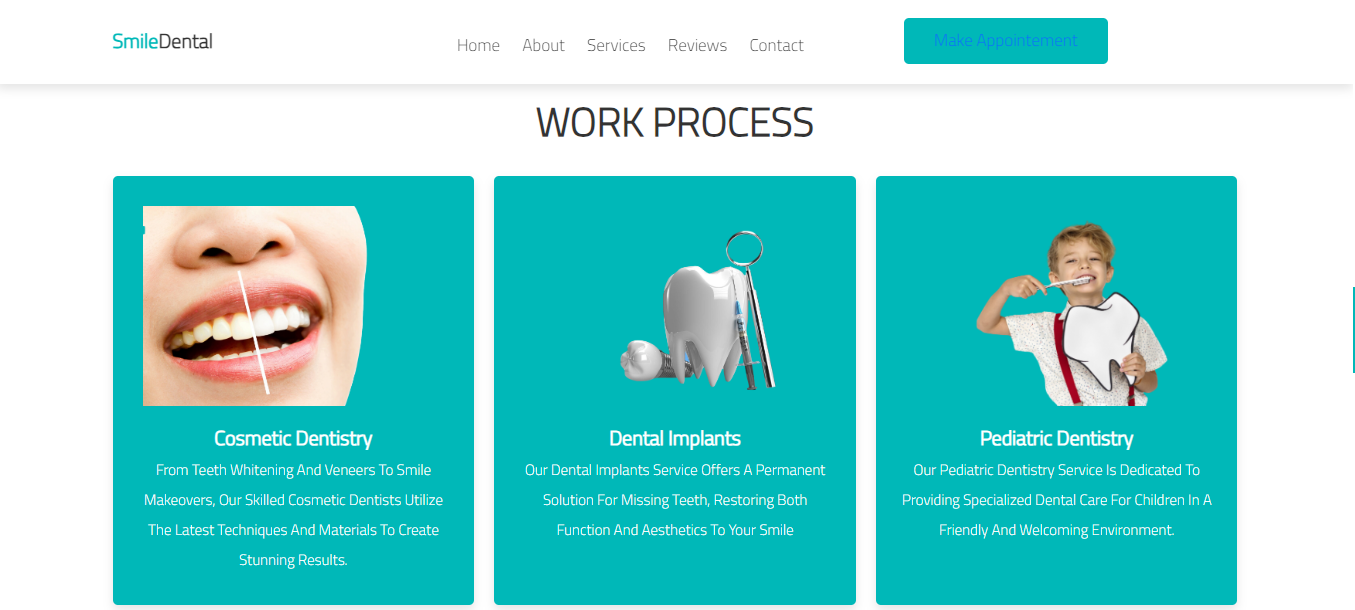 SmileDental
Home About Services Reviews Contact
Make Appointement
WORK PROCESS
Cosmetic Dentistry
From Teeth Whitening And Veneers To Smile
Makeovers, Our Skilled Cosmetic Dentists Utilize
The Latest Techniques And Materials To Create
Stunning Results.
Dental Implants
Our Dental Implants Service Offers A Permanent
Solution For Missing Teeth, Restoring Both
Function And Aesthetics To Your Smile
Pediatric Dentistry
Our Pediatric Dentistry Service Is Dedicated To
Providing Specialized Dental Care For Children In A
Friendly And Welcoming Environment.